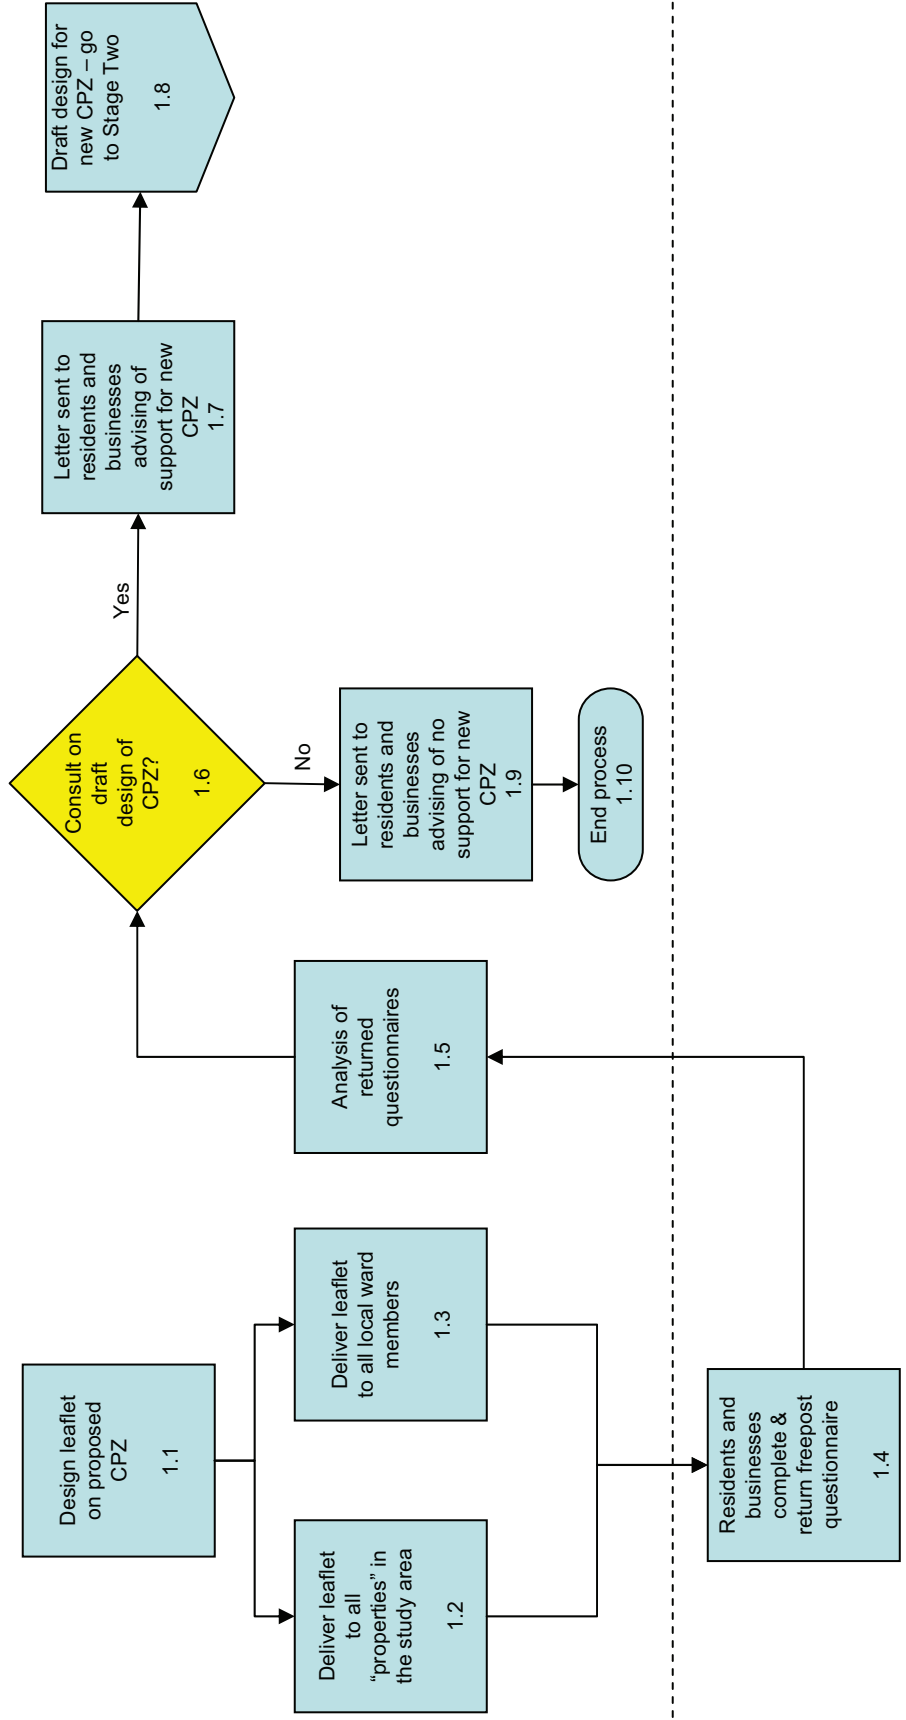 Design leaflet
on proposed
CPZ
1.1
Deliver leaflet
to all
“properties” in
the study area
1.2
Deliver leaflet
to all local ward
members
1.3
Residents and
businesses
complete &
return freepost
questionnaire
1.4
Analysis of
returned
questionnaires
1.5
Consult on
draft
design of
CPZ?
1.6
Yes
No
Letter sent to
residents and
businesses
advising of
support for new
CPZ
1.7
Draft design for
new CPZ – go
to Stage Two
1.8
Letter sent to
residents and
businesses
advising of no
support for new
CPZ
1.9
End process
1.10